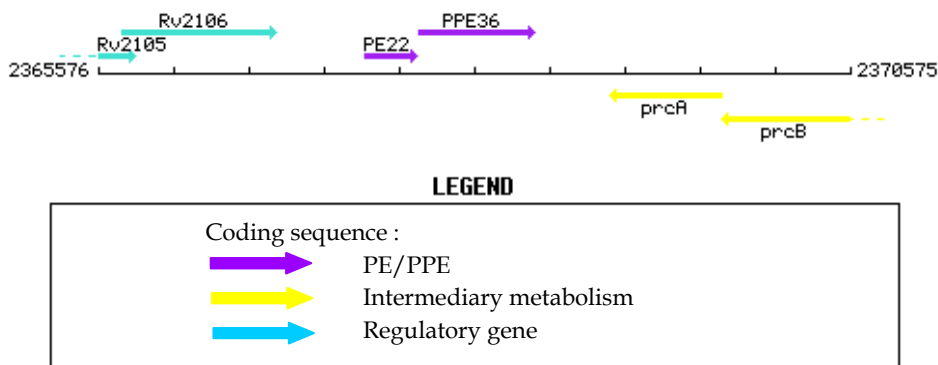 Rv2106 PPE36
Rv2105 PE22
2365576 2370575
prcA
prcB
LEGEND
Coding sequence :
PE/PPE
Intermediary metabolism
Regulatory gene